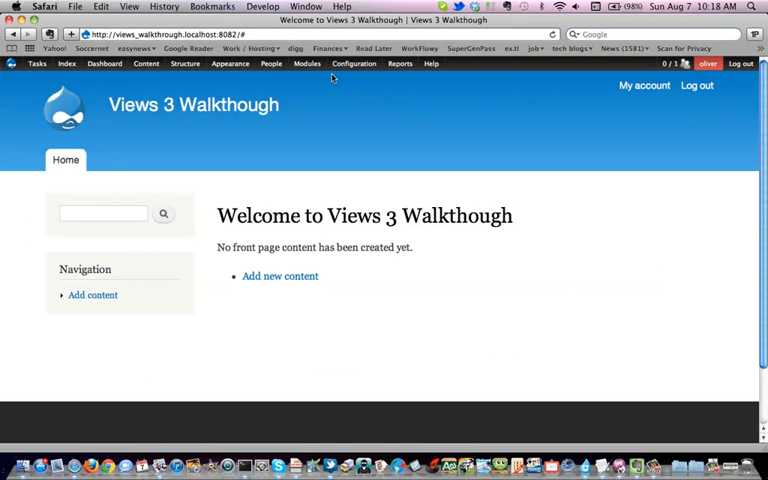 Safari File Edit View History Bookmarks Develop Window Help (98%) Sun Aug 7 10:18 AM
Welcome to Views 3 Walkthough | Views 3 Walkthough
http://views_walkthrough.localhost:8082/# Google
Yahoo! Soccernet easynews Google Reader Work / Hosting digg Finances Read Later WorkFlowy SuperGenPass ex.tl job tech blogs News (1581) Scan for Privacy
Tasks Index Dashboard Content Structure Appearance People Modules Configuration Reports Help 0 / 1 oliver Log out
My account Log out
Views 3 Walkthough
Home
Welcome to Views 3 Walkthough
No front page content has been created yet.
Navigation
Add new content
Add content